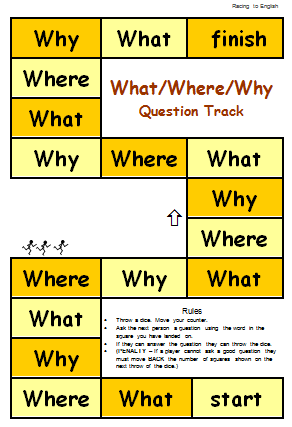 Racing to English
Why What finish
Where
What/Where/Why
Question Track
What
Why Where What
Why
Where
Where Why What
What
Rules
• Throw a dice. Move your counter.
• Ask the next person a question using the word in the
square you have landed on.
• If they can answer the question they can throw the dice.
Why
• (PENALTY – If a player cannot ask a good question they
must move BACK the number of squares shown on the
next throw of the dice.)
Where What start